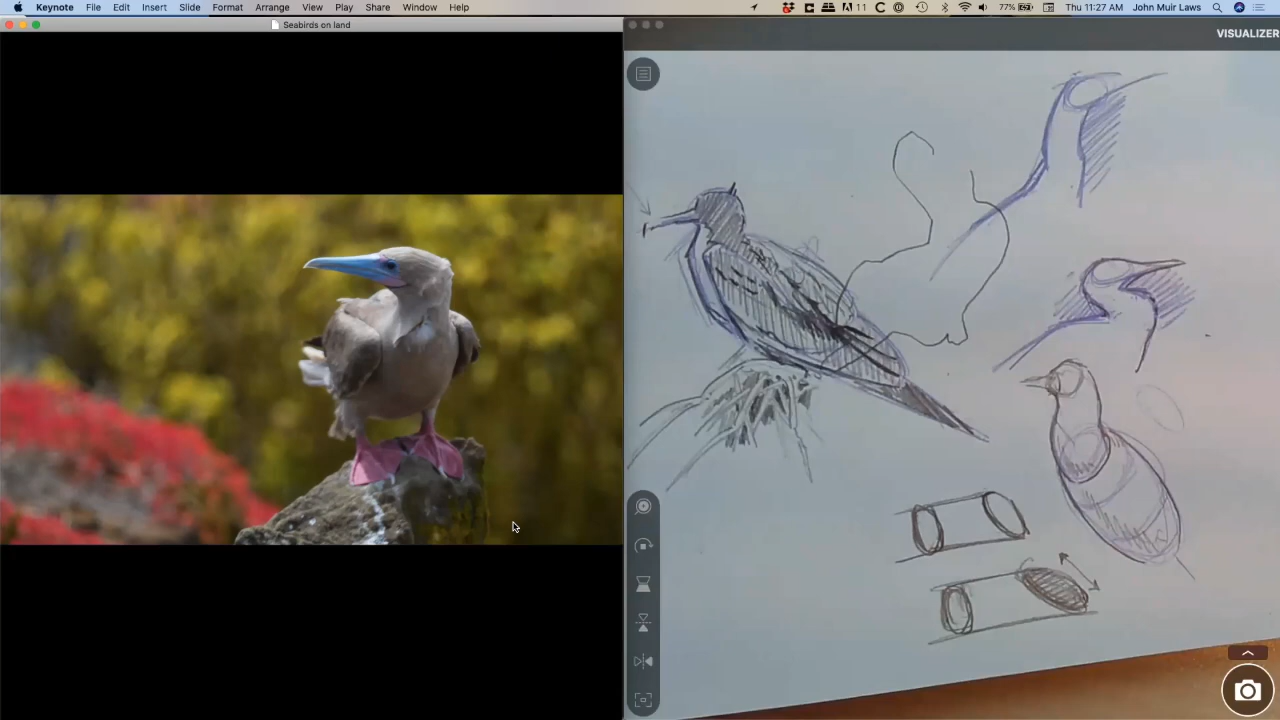 Keynote File Edit Insert Slide Format Arrange View Play Share Window Help 11 77% Thu 11:27 AM John Muir Laws
Seabirds on land
VISUALIZER